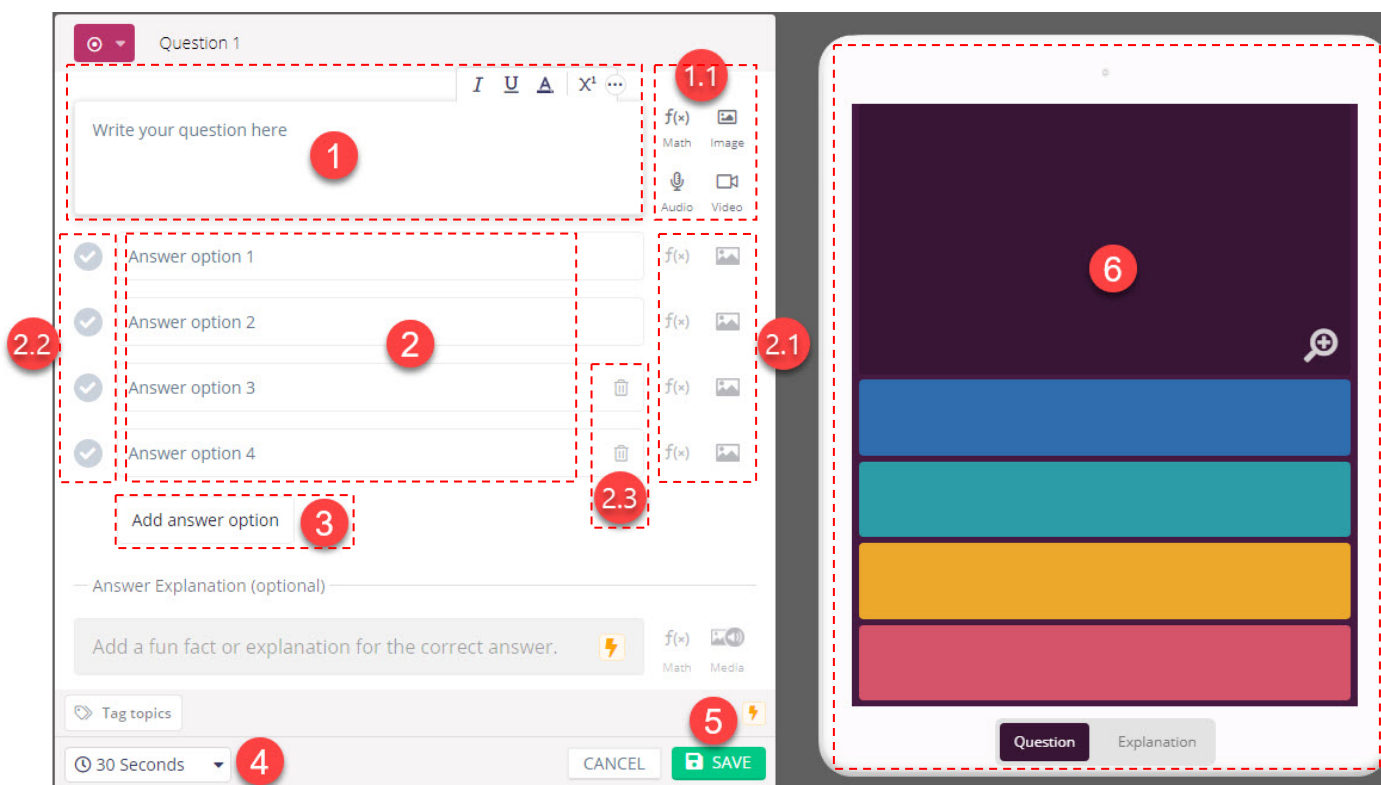 Question 1
I U A X¹ ...
1.1
Write your question here
1
f(x)
Math Image
Audio Video
Answer option 1
f(x)
Answer option 2
f(x)
2.2
2
2.1
Answer option 3
f(x)
Answer option 4
f(x)
2.3
Add answer option
3
Answer Explanation (optional)
Add a fun fact or explanation for the correct answer.
f(x)
Math Media
Tag topics
5
30 Seconds
4
CANCEL
SAVE
6
Question Explanation